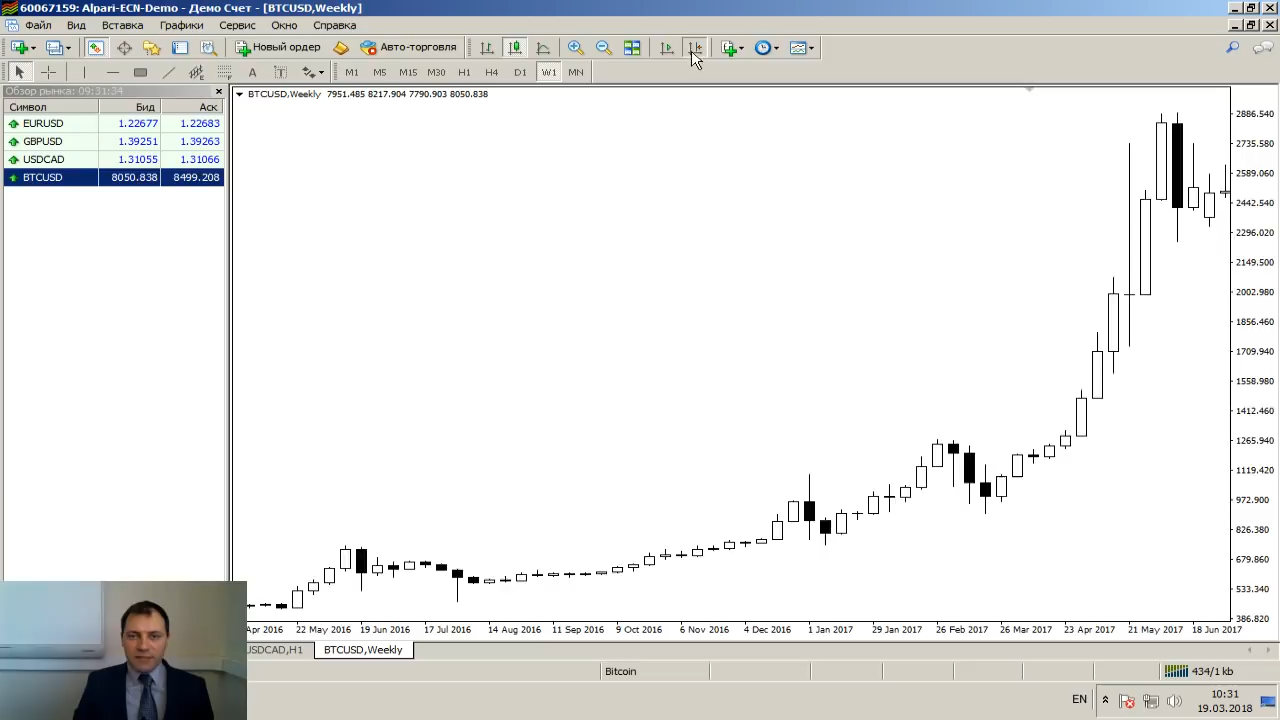 60067159: Alpari-ECN-Demo - Демо Счет - [BTCUSD,Weekly]
Файл Вид Вставка Графики Сервис Окно Справка
Новый ордер Авто-торговля
A T M1 M5 M15 M30 H1 H4 D1 W1 MN
Обзор рынка: 09:31:34
Символ Бид Аск
EURUSD 1.22677 1.22683
GBPUSD 1.39251 1.39263
USDCAD 1.31055 1.31066
BTCUSD 8050.838 8499.208
BTCUSD,Weekly 7951.485 8217.904 7790.903 8050.838
2886.540
2735.580
2589.060
2442.540
2296.020
2149.500
2002.980
1856.460
1709.940
1558.980
1412.460
1265.940
1119.420
972.900
826.380
679.860
533.340
386.820
Apr 2016 22 May 2016 19 Jun 2016 17 Jul 2016 14 Aug 2016 11 Sep 2016 9 Oct 2016 6 Nov 2016 4 Dec 2016 1 Jan 2017 29 Jan 2017 26 Feb 2017 26 Mar 2017 23 Apr 2017 21 May 2017 18 Jun 2017
USDCAD,H1 BTCUSD,Weekly
Bitcoin 434/1 kb
EN 10:31
19.03.2018